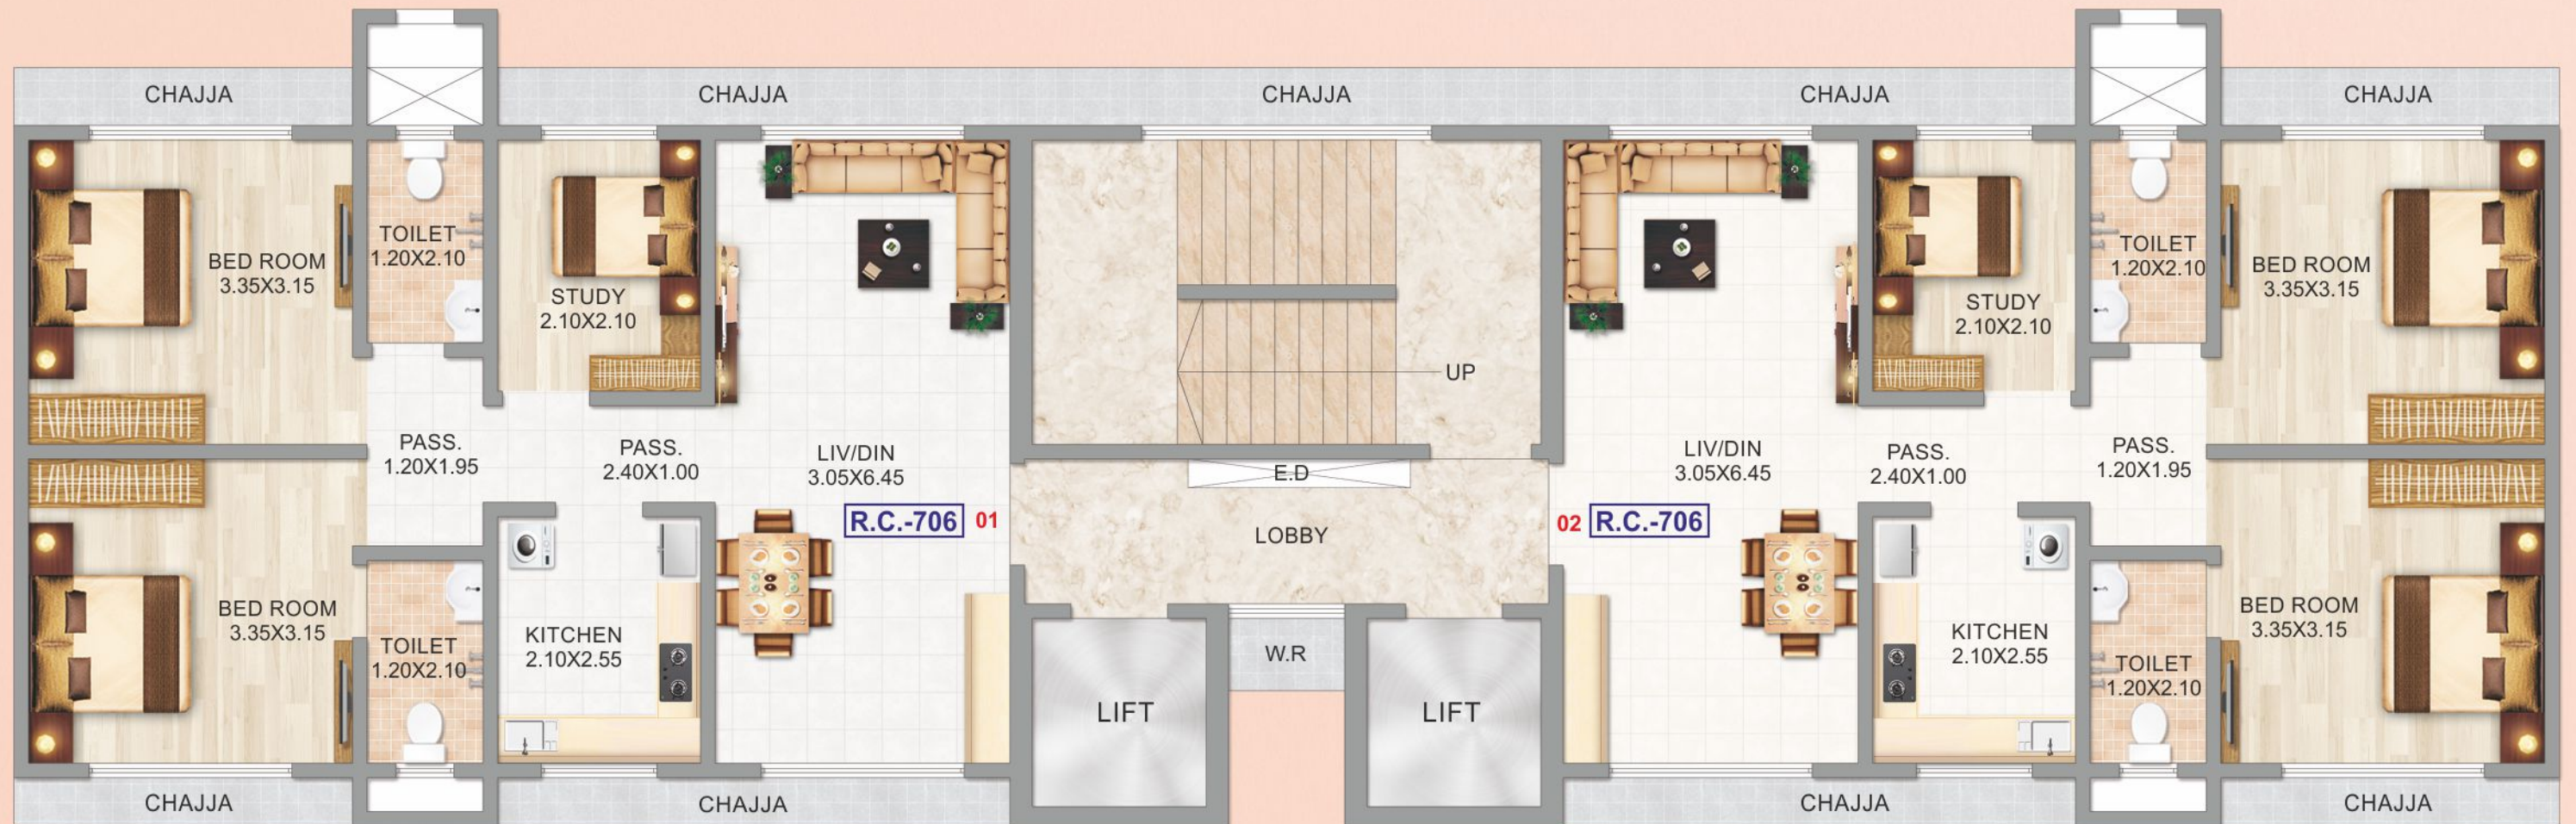 CHAJJA
CHAJJA
CHAJJA
CHAJJA
CHAJJA
BED ROOM
3.35X3.15
TOILET
1.20X2.10
STUDY
2.10X2.10
UP
STUDY
2.10X2.10
TOILET
1.20X2.10
BED ROOM
3.35X3.15
PASS.
1.20X1.95
PASS.
2.40X1.00
LIV/DIN
3.05X6.45
R.C.-706 01
E.D
LOBBY
LIV/DIN
3.05X6.45
02 R.C.-706
PASS.
2.40X1.00
PASS.
1.20X1.95
BED ROOM
3.35X3.15
TOILET
1.20X2.10
KITCHEN
2.10X2.55
LIFT
W.R
LIFT
KITCHEN
2.10X2.55
TOILET
1.20X2.10
BED ROOM
3.35X3.15
CHAJJA
CHAJJA
CHAJJA
CHAJJA